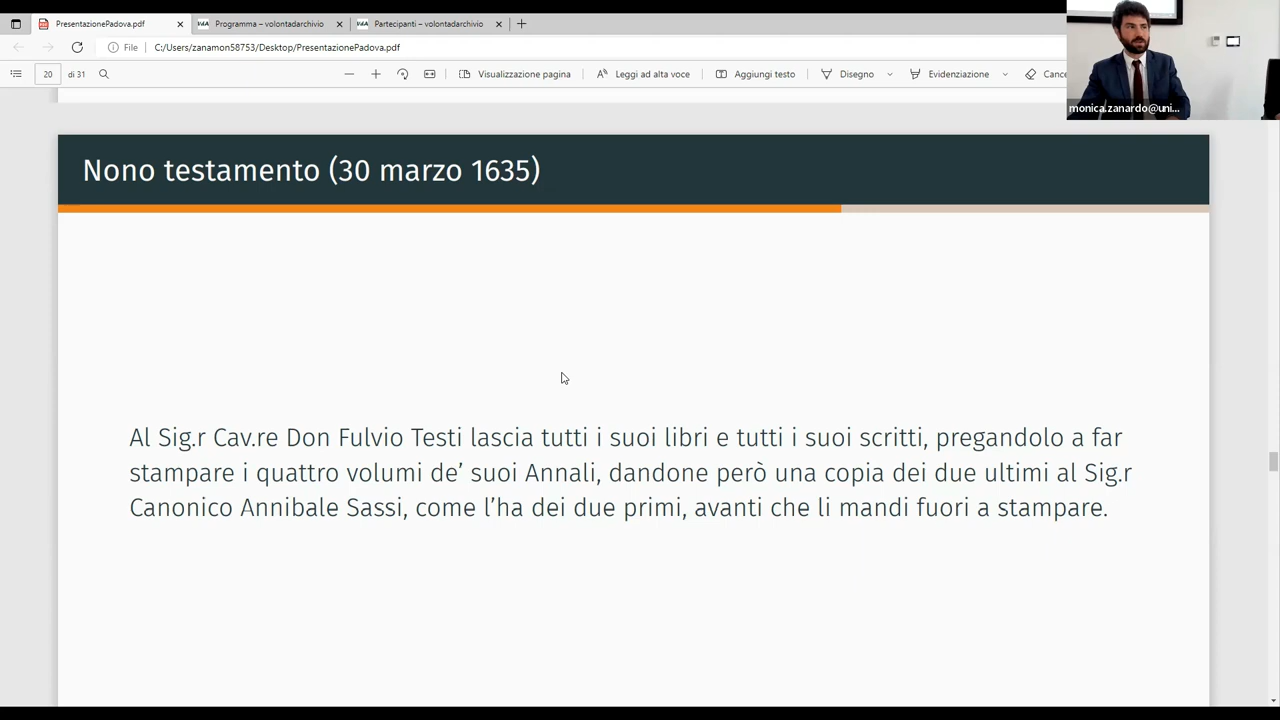 PresentazionePadova.pdf
Programma – volontadarchivio
Partecipanti – volontadarchivio
File
C:/Users/zanamon58753/Desktop/PresentazionePadova.pdf
20 di 31
Visualizzazione pagina
Leggi ad alta voce
Aggiungi testo
Disegno
Evidenziazione
Cance
monica.zanardo@uni...
Nono testamento (30 marzo 1635)
Al Sig.r Cav.re Don Fulvio Testi lascia tutti i suoi libri e tutti i suoi scritti, pregandolo a far
stampare i quattro volumi de’ suoi Annali, dandone però una copia dei due ultimi al Sig.r
Canonico Annibale Sassi, come l’ha dei due primi, avanti che li mandi fuori a stampare.